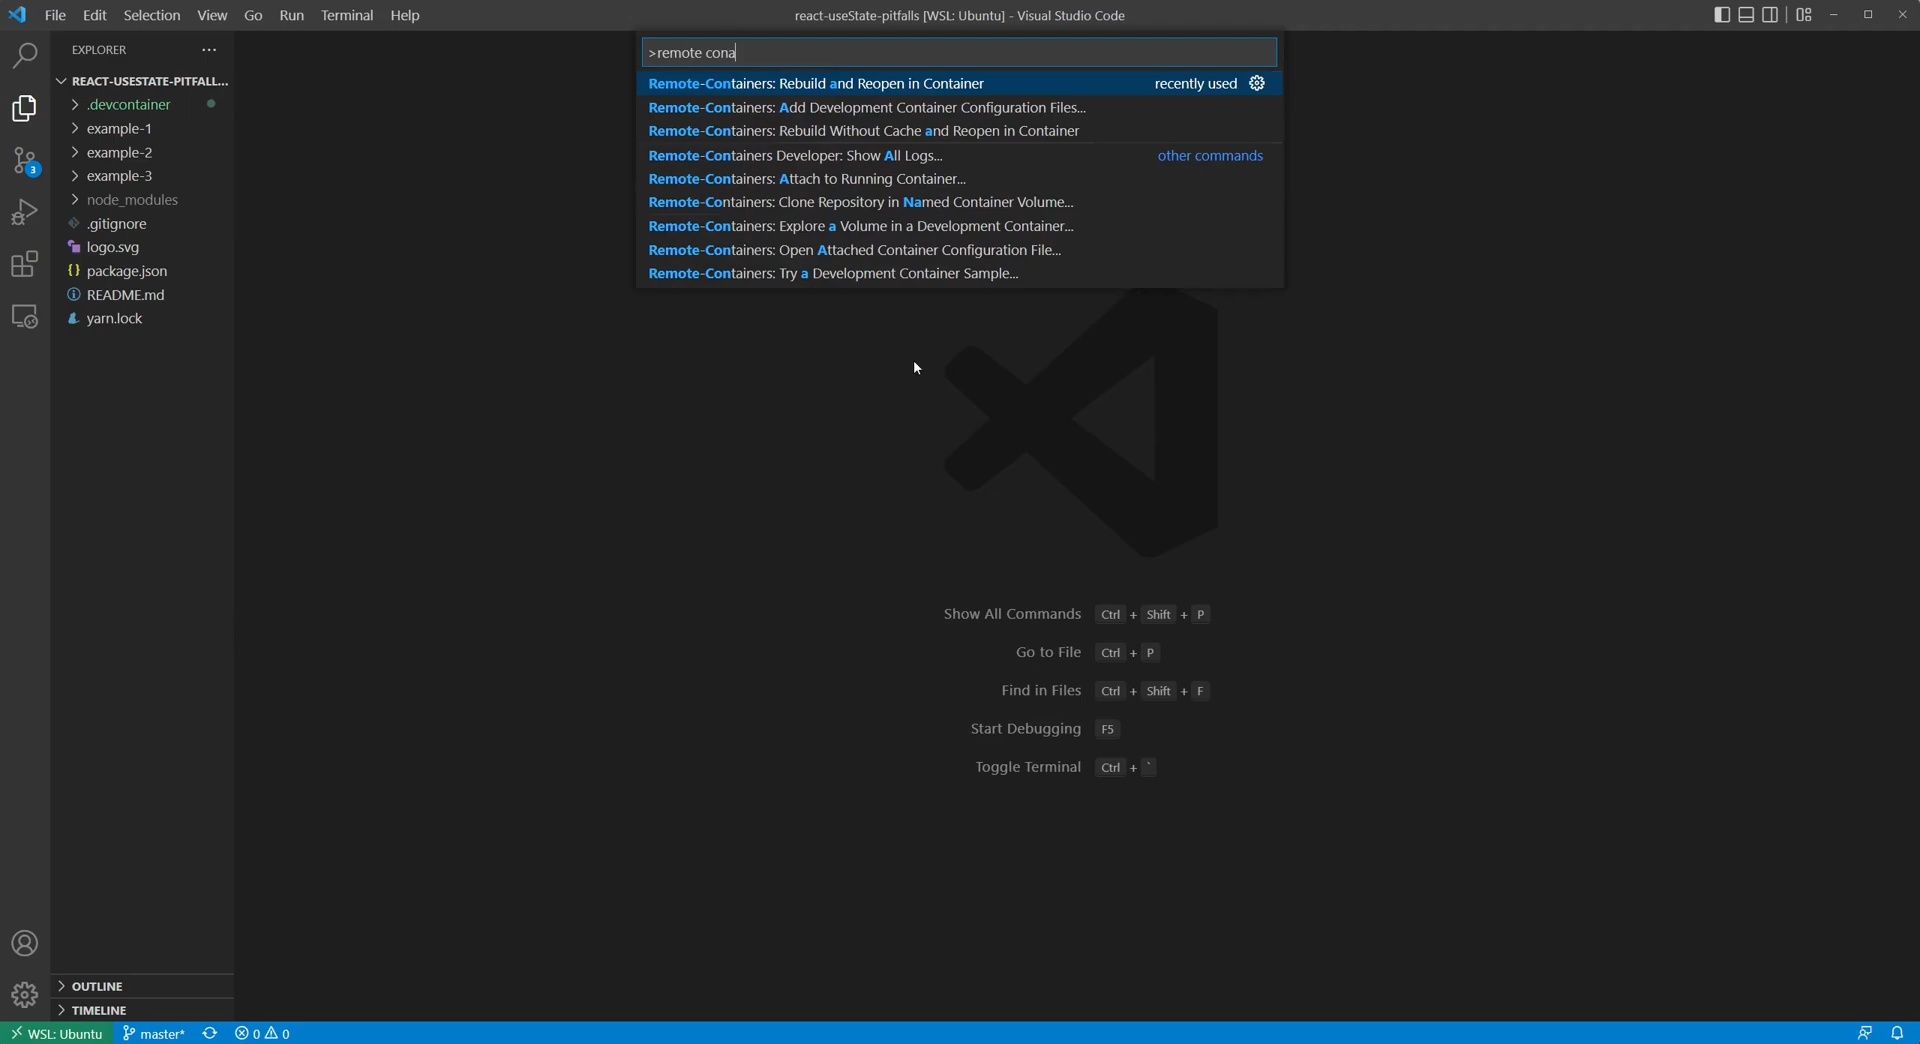 File Edit Selection View Go Run Terminal Help
react-useState-pitfalls [WSL: Ubuntu] - Visual Studio Code
>remote cona
Remote-Containers: Rebuild and Reopen in Container recently used
Remote-Containers: Add Development Container Configuration Files...
Remote-Containers: Rebuild Without Cache and Reopen in Container
Remote-Containers Developer: Show All Logs... other commands
Remote-Containers: Attach to Running Container...
Remote-Containers: Clone Repository in Named Container Volume...
Remote-Containers: Explore a Volume in a Development Container...
Remote-Containers: Open Attached Container Configuration File...
Remote-Containers: Try a Development Container Sample...
EXPLORER
REACT-USESTATE-PITFALL...
.devcontainer
example-1
example-2
example-3
node_modules
.gitignore
logo.svg
package.json
README.md
yarn.lock
3
Show All Commands Ctrl + Shift + P
Go to File Ctrl + P
Find in Files Ctrl + Shift + F
Start Debugging F5
Toggle Terminal Ctrl + `
OUTLINE
TIMELINE
WSL: Ubuntu master* 0 0